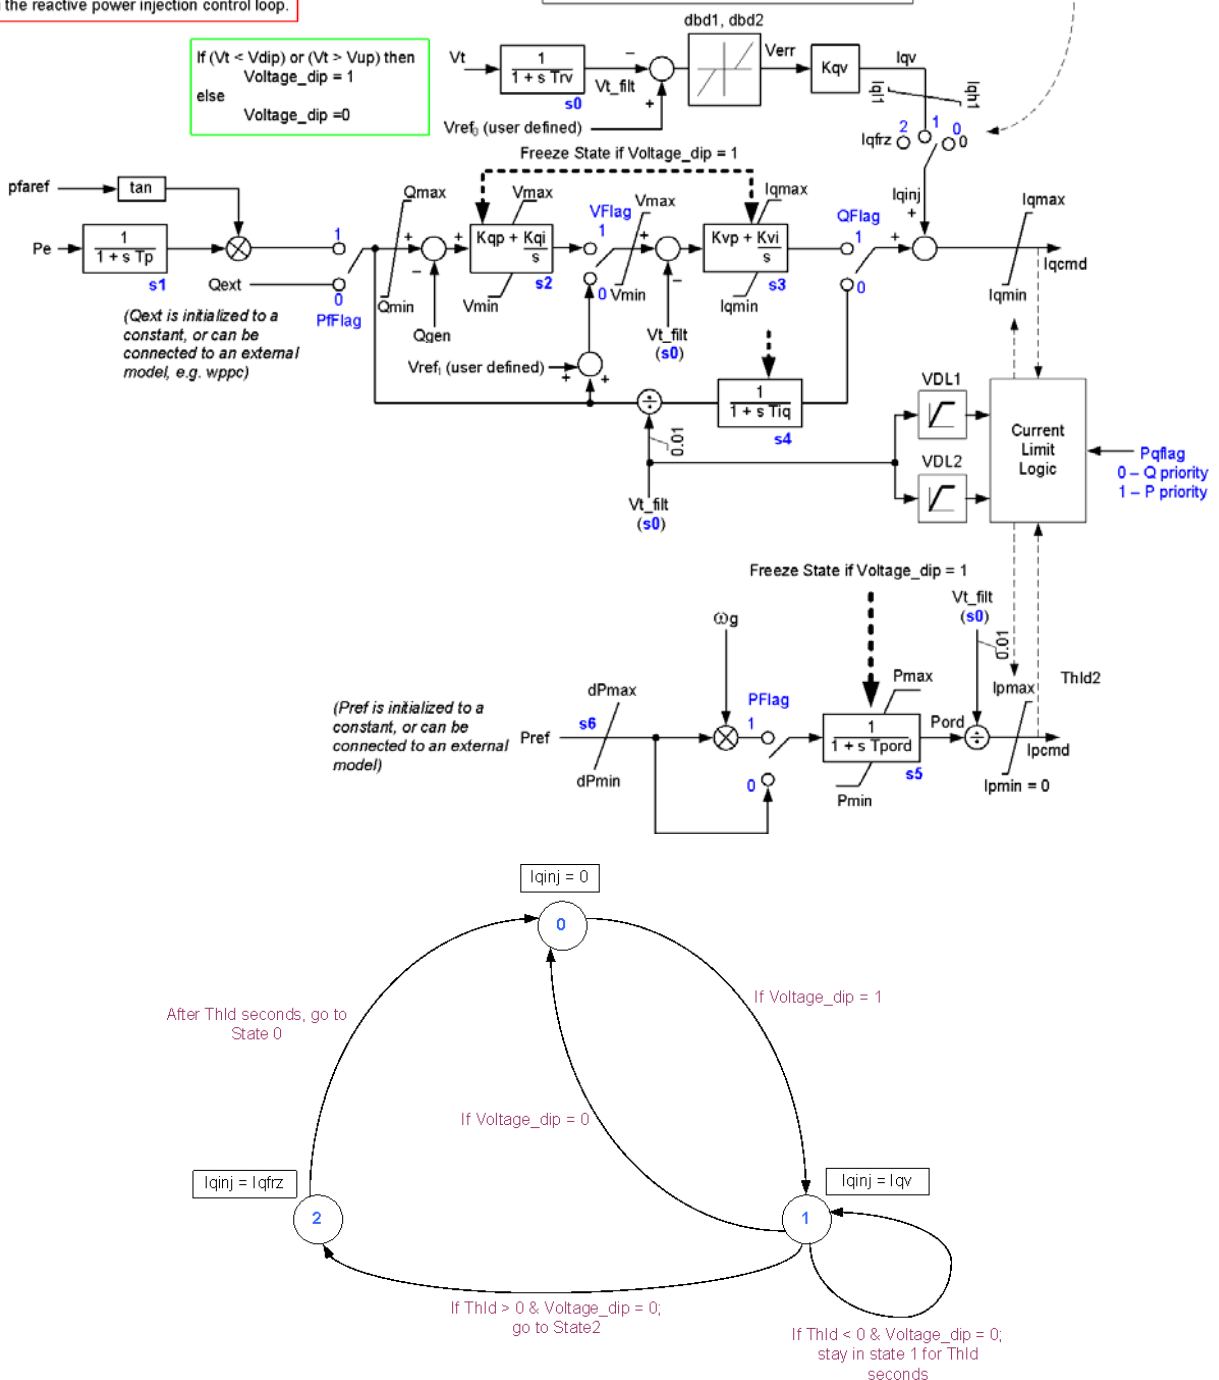 the reactive power injection control loop.
If (Vt < Vdip) or (Vt > Vup) then
Voltage_dip = 1
else
Voltage_dip =0
dbd1, dbd2
Vt
1
1 + s Trv
s0
Vt_filt
−
+
Vref0 (user defined)
Verr
Kqv
Iqv
Iql1
Iqh1
Iqfrz
2
1
0
0
Iqinj
+
Freeze State if Voltage_dip = 1
pfaref
tan
Pe
1
1 + s Tp
s1
Qext
1
0
PfFlag
(Qext is initialized to a
constant, or can be
connected to an external
model, e.g. wppc)
Qmax
Qmin
+
−
Qgen
+
Vmax
Kqp + Kqi
s
s2
Vmin
VFlag
1
0
Vmax
Vmin
+
−
Vt_filt
(s0)
Iqmax
Kvp + Kvi
s
s3
Iqmin
QFlag
1
0
+
Iqmax
Iqmin
Iqcmd
Vref1 (user defined)
+
+
÷
0.01
1
1 + s Tiq
s4
Vt_filt
(s0)
VDL1
VDL2
Current
Limit
Logic
Pqflag
0 – Q priority
1 – P priority
Freeze State if Voltage_dip = 1
Vt_filt
(s0)
0.01
ωg
(Pref is initialized to a
constant, or can be
connected to an external
model)
Pref
s6
dPmax
dPmin
PFlag
1
0
Pmax
1
1 + s Tpord
s5
Pmin
Pord
÷
Ipmax
Thld2
Ipcmd
Ipmin = 0
Iqinj = 0
0
If Voltage_dip = 1
After Thld seconds, go to
State 0
If Voltage_dip = 0
Iqinj = Iqfrz
2
Iqinj = Iqv
1
If Thld > 0 & Voltage_dip = 0;
go to State2
If Thld < 0 & Voltage_dip = 0;
stay in state 1 for Thld
seconds